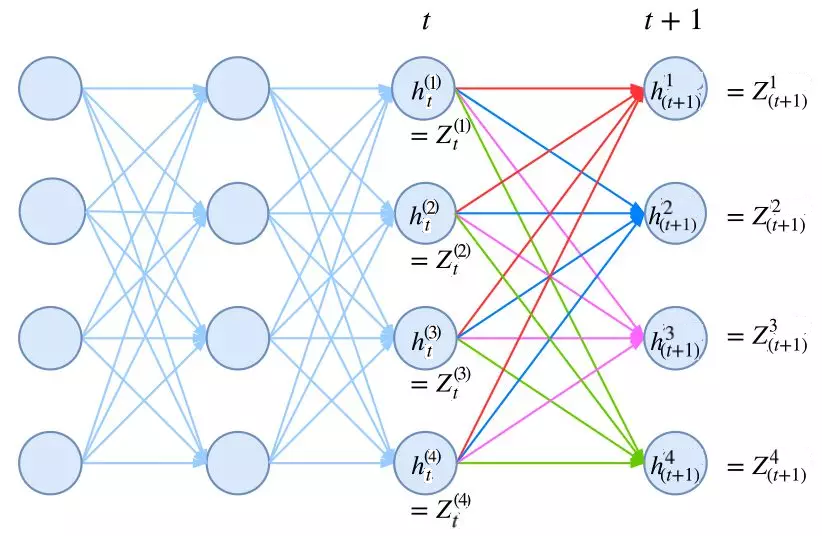 t t + 1
h_t^{(1)} h_{(t+1)}^1 = Z_{(t+1)}^1
= Z_t^{(1)}
h_t^{(2)} h_{(t+1)}^2 = Z_{(t+1)}^2
= Z_t^{(2)}
h_t^{(3)} h_{(t+1)}^3 = Z_{(t+1)}^3
= Z_t^{(3)}
h_t^{(4)} h_{(t+1)}^4 = Z_{(t+1)}^4
= Z_t^{(4)}